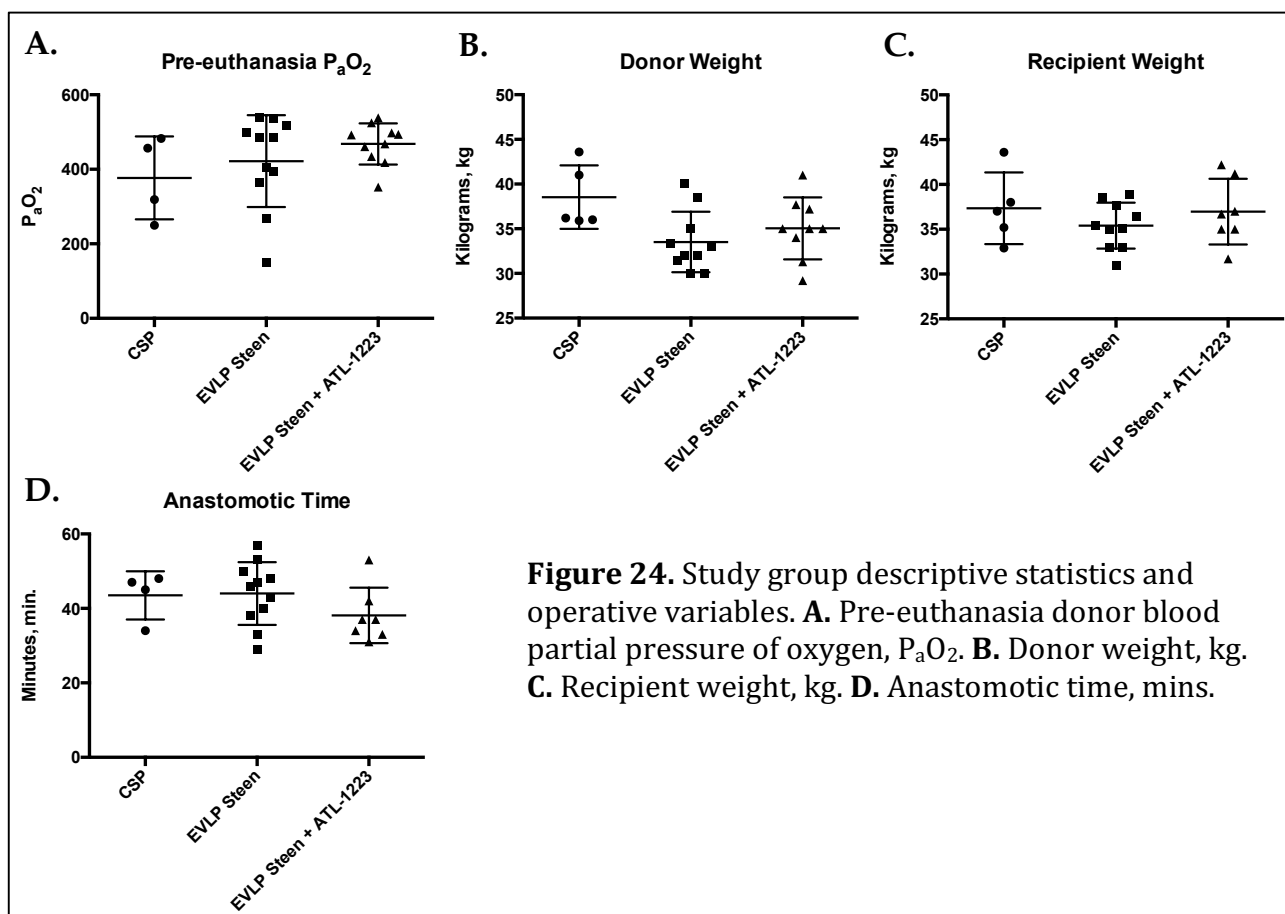 A.
Pre-euthanasia PaO2
600
400
200
0
PaO2
CSP
EVLP Steen
EVLP Steen + ATL-1223
B.
Donor Weight
50
45
40
35
30
25
Kilograms, kg
CSP
EVLP Steen
EVLP Steen + ATL-1223
C.
Recipient Weight
50
45
40
35
30
25
Kilograms, kg
CSP
EVLP Steen
EVLP Steen + ATL-1223
D.
Anastomotic Time
60
40
20
0
Minutes, min.
CSP
EVLP Steen
EVLP Steen + ATL-1223
Figure 24. Study group descriptive statistics and
operative variables. A. Pre-euthanasia donor blood
partial pressure of oxygen, PaO2. B. Donor weight, kg.
C. Recipient weight, kg. D. Anastomotic time, mins.